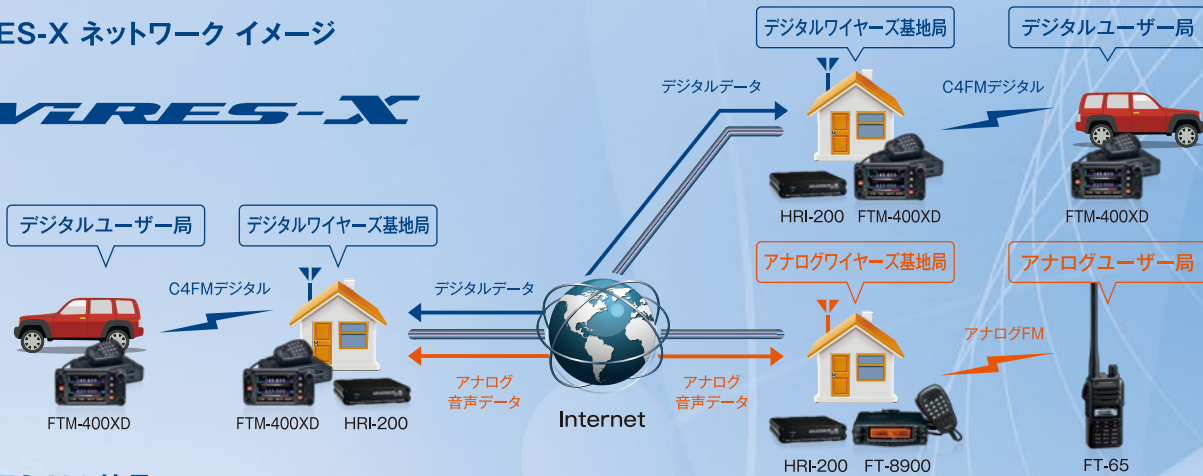 ES-X ネットワーク イメージ
ViRES-X
デジタルワイヤーズ基地局
デジタルユーザー局
デジタルデータ
C4FMデジタル
HRI-200
FTM-400XD
FTM-400XD
デジタルユーザー局
デジタルワイヤーズ基地局
C4FMデジタル
デジタルデータ
アナログワイヤーズ基地局
アナログユーザー局
アナログFM
アナログ
音声データ
アナログ
音声データ
Internet
FTM-400XD
FTM-400XD
HRI-200
HRI-200
FT-8900
FT-65